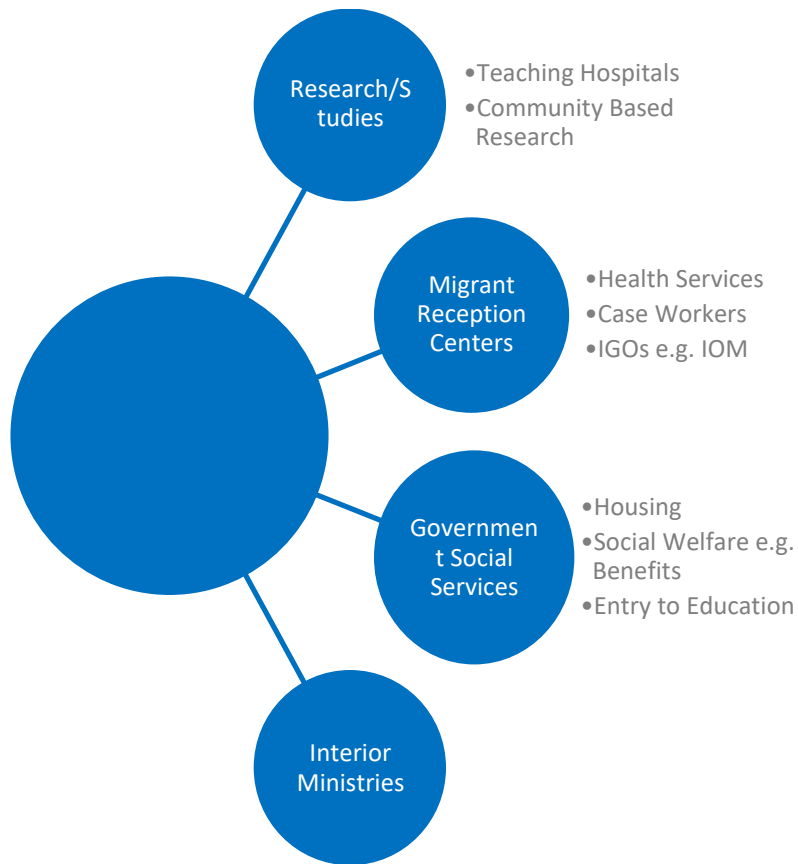 Research/S
tudies
•Teaching Hospitals
•Community Based
Research
Migrant
Reception
Centers
•Health Services
•Case Workers
•IGOs e.g. IOM
Governmen
t Social
Services
•Housing
•Social Welfare e.g.
Benefits
•Entry to Education
Interior
Ministries